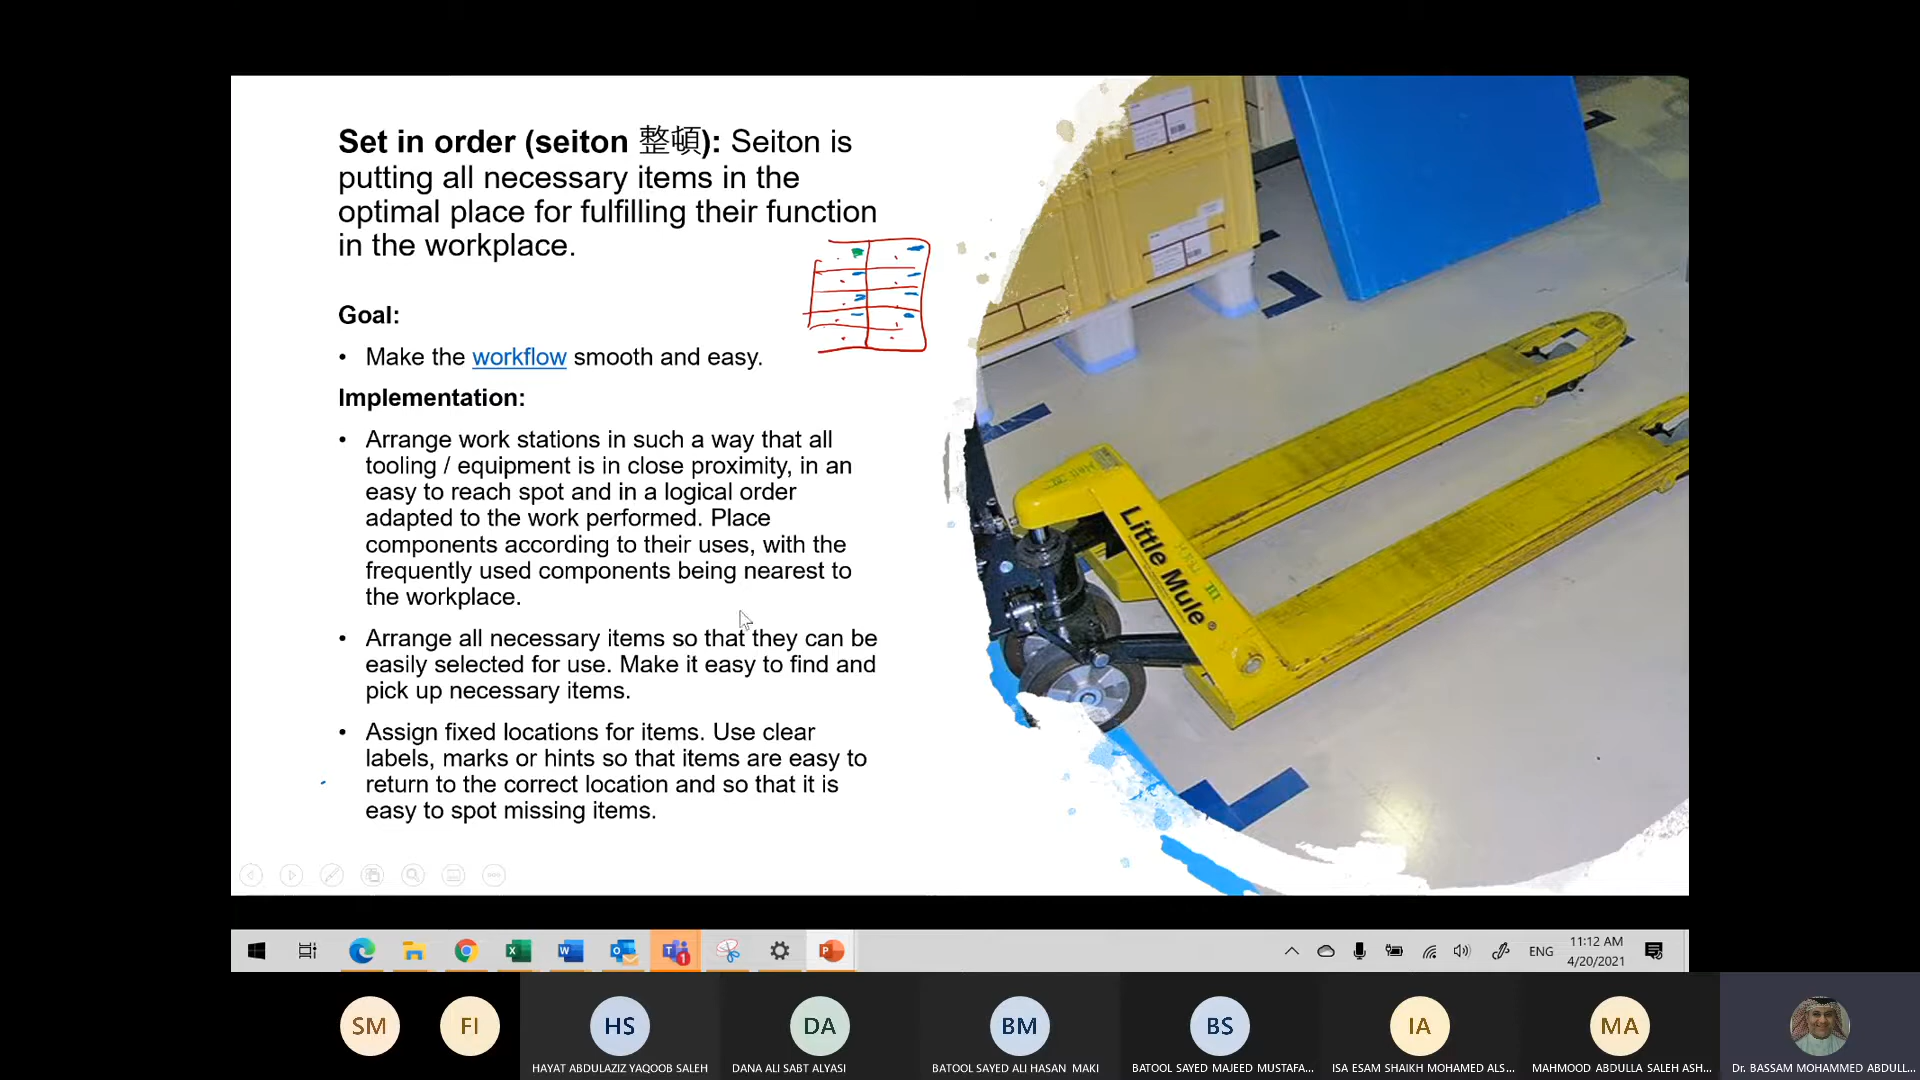 Set in order (seiton 整頓): Seiton is
putting all necessary items in the
optimal place for fulfilling their function
in the workplace.
Goal:
• Make the workflow smooth and easy.
Implementation:
• Arrange work stations in such a way that all
tooling / equipment is in close proximity, in an
easy to reach spot and in a logical order
adapted to the work performed. Place
components according to their uses, with the
frequently used components being nearest to
the workplace.
• Arrange all necessary items so that they can be
easily selected for use. Make it easy to find and
pick up necessary items.
• Assign fixed locations for items. Use clear
labels, marks or hints so that items are easy to
return to the correct location and so that it is
easy to spot missing items.
Little Mule®
ENG
11:12 AM
4/20/2021
1
SM
FI
HS
DA
BM
BS
IA
MA
HAYAT ABDULAZIZ YAQOOB SALEH
DANA ALI SABT ALYASI
BATOOL SAYED ALI HASAN MAKI
BATOOL SAYED MAJEED MUSTAFA...
ISA ESAM SHAIKH MOHAMED ALS...
MAHMOOD ABDULLA SALEH ASH...
Dr. BASSAM MOHAMMED ABDULL...